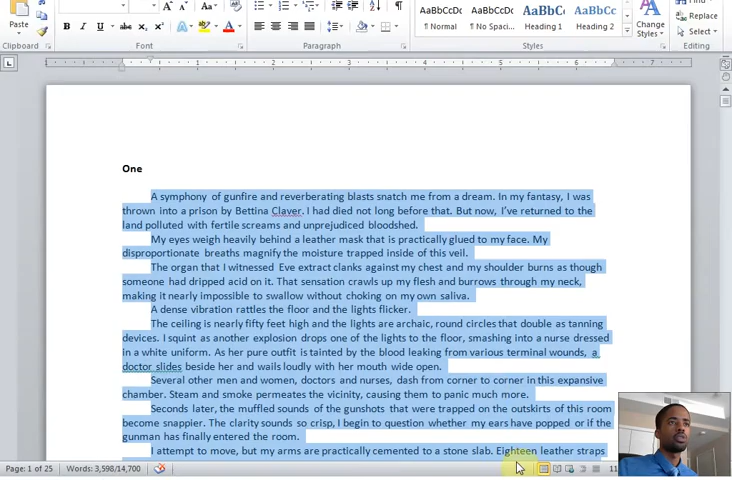 AaBbCcDc AaBbCcDc AaBbC AaBbCc
Paste
B I U
¶ Normal ¶ No Spaci... Heading 1 Heading 2
Change
Styles
Replace
Select
Clipboard Font Paragraph Styles Editing
1 2 3 4 5 6 7
One
A symphony of gunfire and reverberating blasts snatch me from a dream. In my fantasy, I was
thrown into a prison by Bettina Claver. I had died not long before that. But now, I've returned to the
land polluted with fertile screams and unprejudiced bloodshed.
My eyes weigh heavily behind a leather mask that is practically glued to my face. My
disproportionate breaths magnify the moisture trapped inside of this veil.
The organ that I witnessed Eve extract clanks against my chest and my shoulder burns as though
someone had dripped acid on it. That sensation crawls up my flesh and burrows through my neck,
making it nearly impossible to swallow without choking on my own saliva.
A dense vibration rattles the floor and the lights flicker.
The ceiling is nearly fifty feet high and the lights are archaic, round circles that double as tanning
devices. I squint as another explosion drops one of the lights to the floor, smashing into a nurse dressed
in a white uniform. As her pure outfit is tainted by the blood leaking from various terminal wounds, a
doctor slides beside her and wails loudly with her mouth wide open.
Several other men and women, doctors and nurses, dash from corner to corner in this expansive
chamber. Steam and smoke permeates the vicinity, causing them to panic much more.
Seconds later, the muffled sounds of the gunshots that were trapped on the outskirts of this room
become snappier. The clarity sounds so crisp, I begin to question whether my ears have popped or if the
gunman has finally entered the room.
I attempt to move, but my arms are practically cemented to a stone slab. Eighteen leather straps
Page: 1 of 25 Words: 3,598/14,700 11